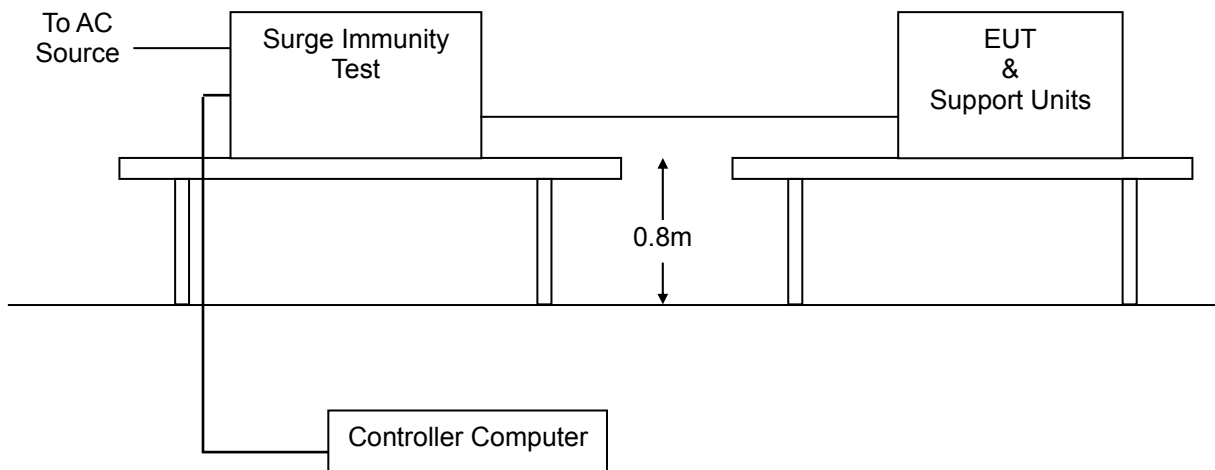 To AC
Source
Surge Immunity
Test
EUT
&
Support Units
0.8m
Controller Computer